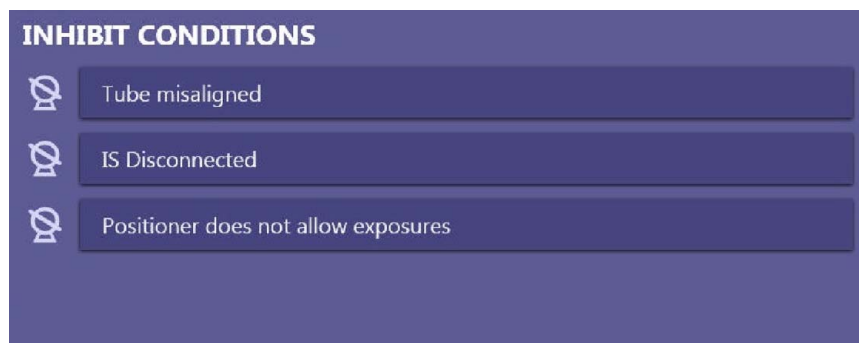 INHIBIT CONDITIONS
Tube misaligned
IS Disconnected
Positioner does not allow exposures